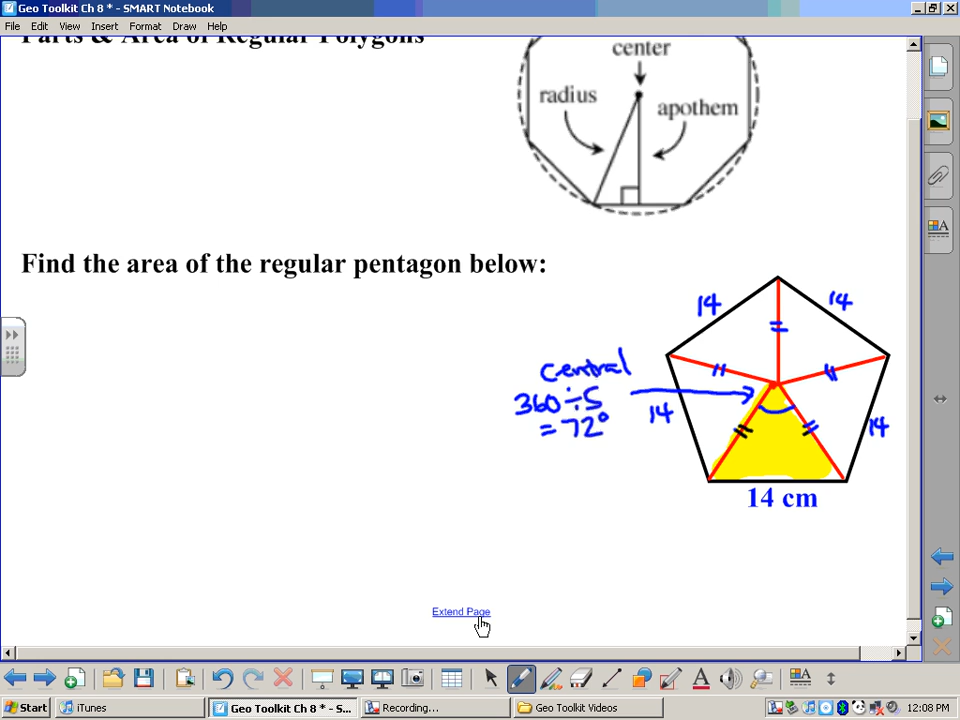 Geo Toolkit Ch 8 * - SMART Notebook
File Edit View Insert Format Draw Help
Parts & Area of Regular Polygons
center
radius
apothem
Find the area of the regular pentagon below:
14
14
central
360÷5
= 72°
14
14
14 cm
Extend Page
A
Start
iTunes
Geo Toolkit Ch 8 * - S...
Recording...
Geo Toolkit Videos
12:08 PM